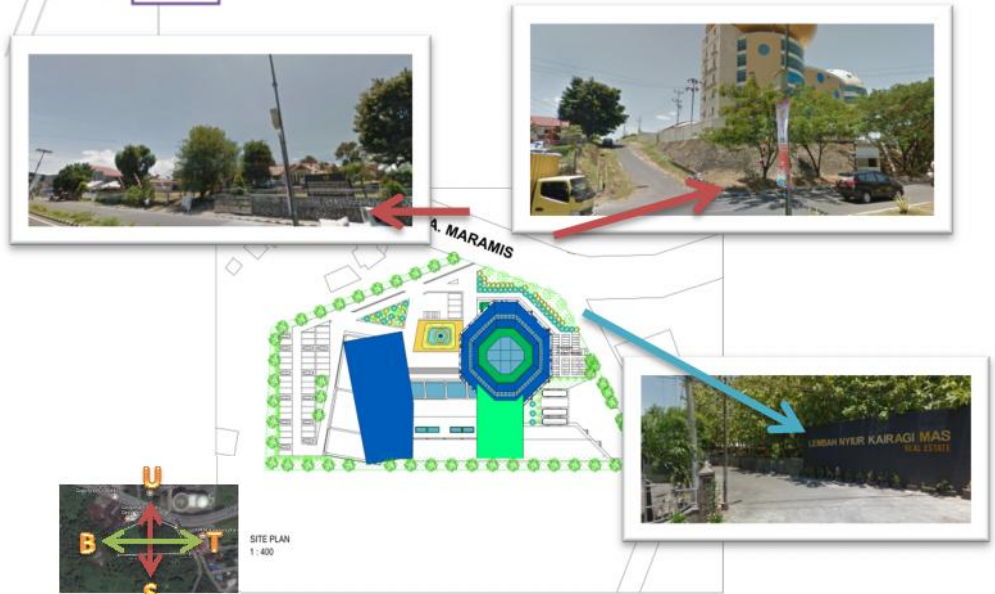 A. MARAMIS
LEMBAH NYIUR KAIRAGI MAS
REAL ESTATE
U
B
T
S
SITE PLAN
1 : 400